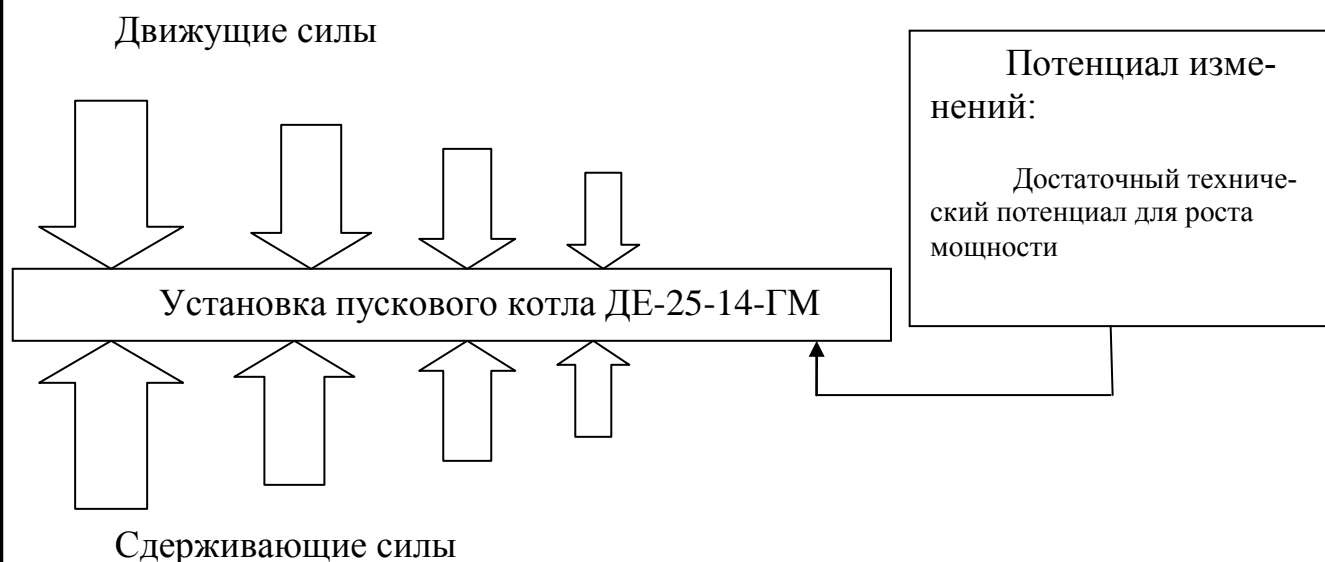 Движущие силы
Потенциал изме-
нений:
Достаточный техниче-
ский потенциал для роста
мощности
Установка пускового котла ДЕ-25-14-ГМ
Сдерживающие силы